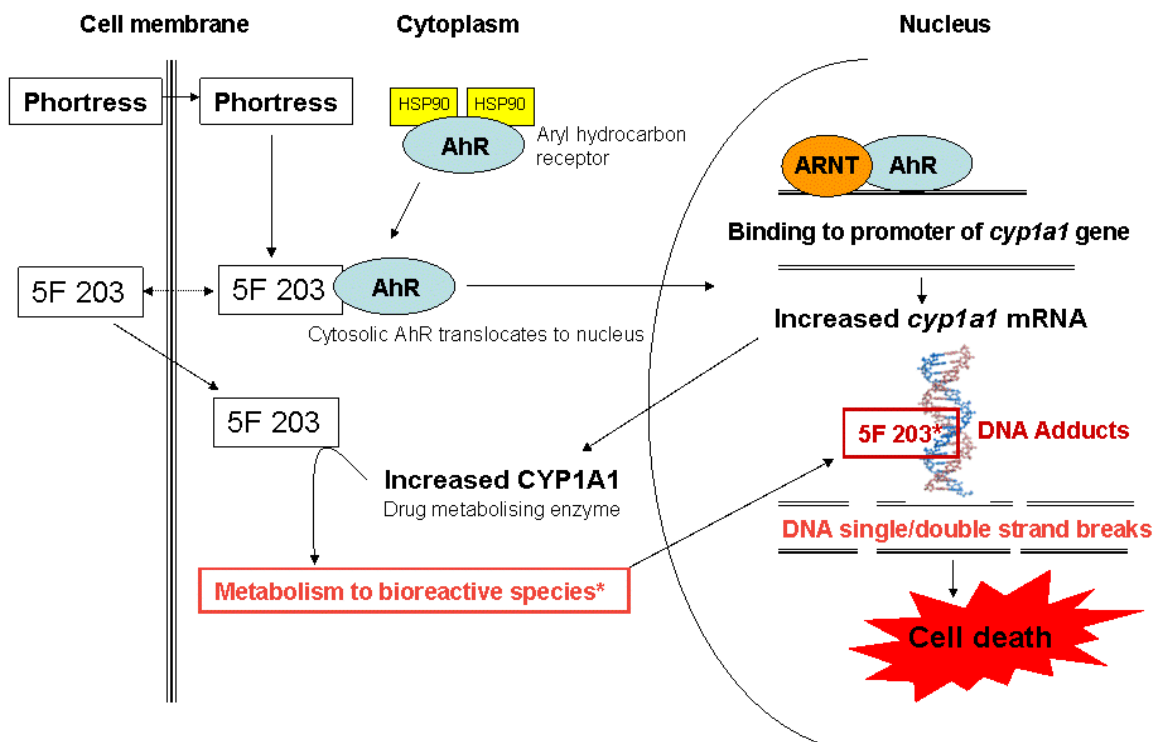 Cell membrane
Cytoplasm
Nucleus
Phortress
Phortress
HSP90
HSP90
AhR
Aryl hydrocarbon
receptor
ARNT
AhR
Binding to promoter of cyp1a1 gene
5F 203
5F 203
AhR
Cytosolic AhR translocates to nucleus
Increased cyp1a1 mRNA
5F 203
5F 203*
DNA Adducts
Increased CYP1A1
Drug metabolising enzyme
DNA single/double strand breaks
Metabolism to bioreactive species*
Cell death